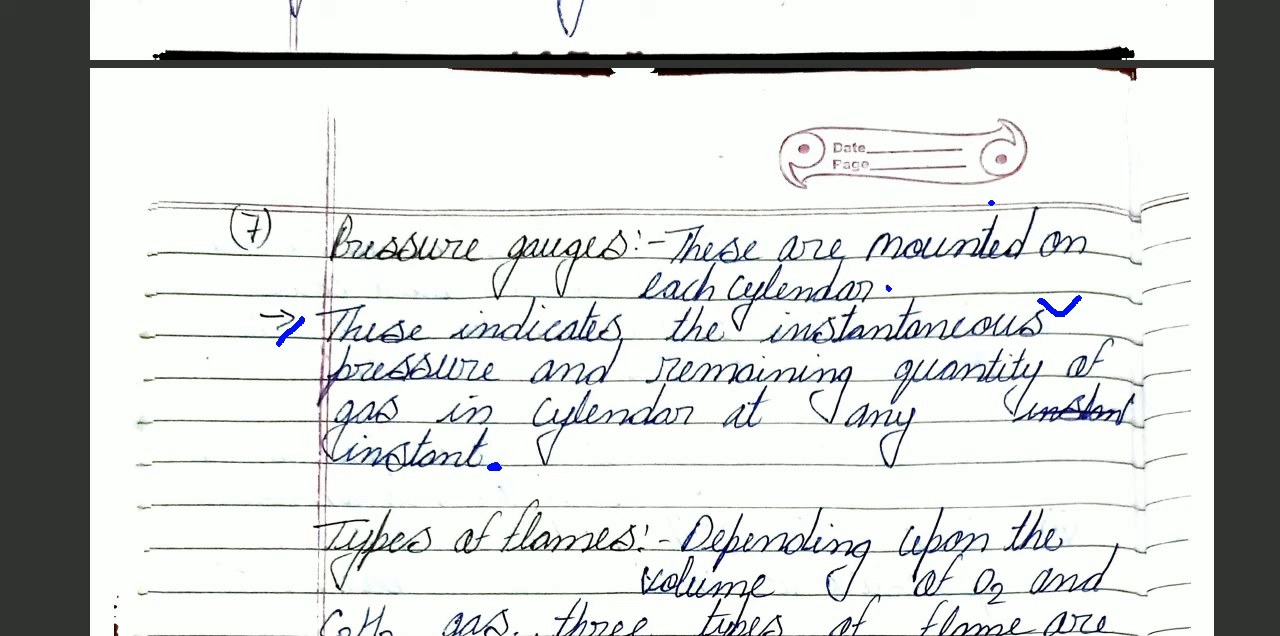 Date
Page
(7) Pressure gauges:- These are mounted on
each cylendar.
→ These indicates the instantaneous
pressure and remaining quantity of
gas in cylendar at any instant
instant.
Types of flames:- Depending upon the
volume of O₂ and
C₂H₂ gas, three types of flame are